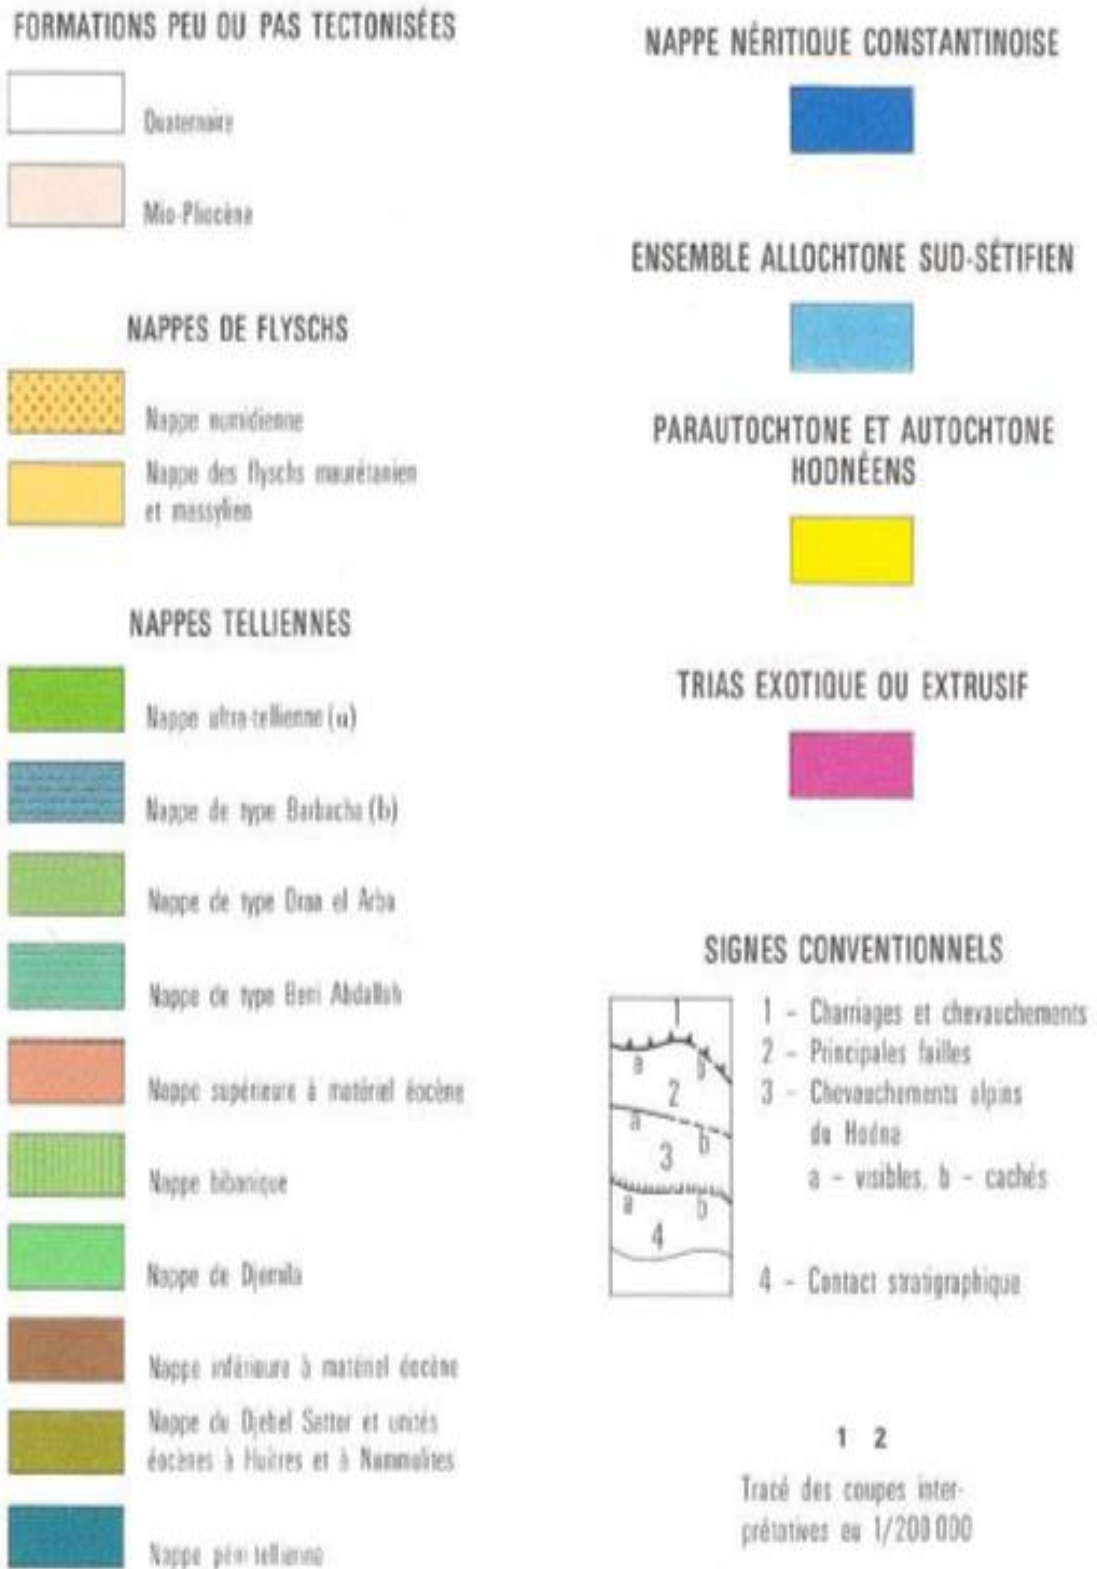 FORMATIONS PEU OU PAS TECTONISÉES
Quaternaire
Mio-Pliocène
NAPPES DE FLYSCHS
Nappe numidienne
Nappe des flyschs maurétanien
et massylien
NAPPES TELLIENNES
Nappe ultra-tellienne (u)
Nappe de type Barbacha (b)
Nappe de type Draa el Arba
Nappe de type Beni Abdallah
Nappe supérieure à matériel éocène
Nappe bibanique
Nappe de Djemila
Nappe inférieure à matériel éocène
Nappe du Djebel Sattor et unités
éocènes à Huîtres et à Nummulites
Nappe péni-tellienne
NAPPE NÉRITIQUE CONSTANTINOISE
ENSEMBLE ALLOCHTONE SUD-SÉTIFIEN
PARAUTOCHTONE ET AUTOCHTONE
HODNÉENS
TRIAS EXOTIQUE OU EXTRUSIF
SIGNES CONVENTIONNELS
1
a b
2
a b
3
a b
4
1 - Charriages et chevauchements
2 - Principales failles
3 - Chevauchements alpins
du Hodna
a - visibles, b - cachés
4 - Contact stratigraphique
1 2
Tracé des coupes inter-
prétatives au 1/200 000